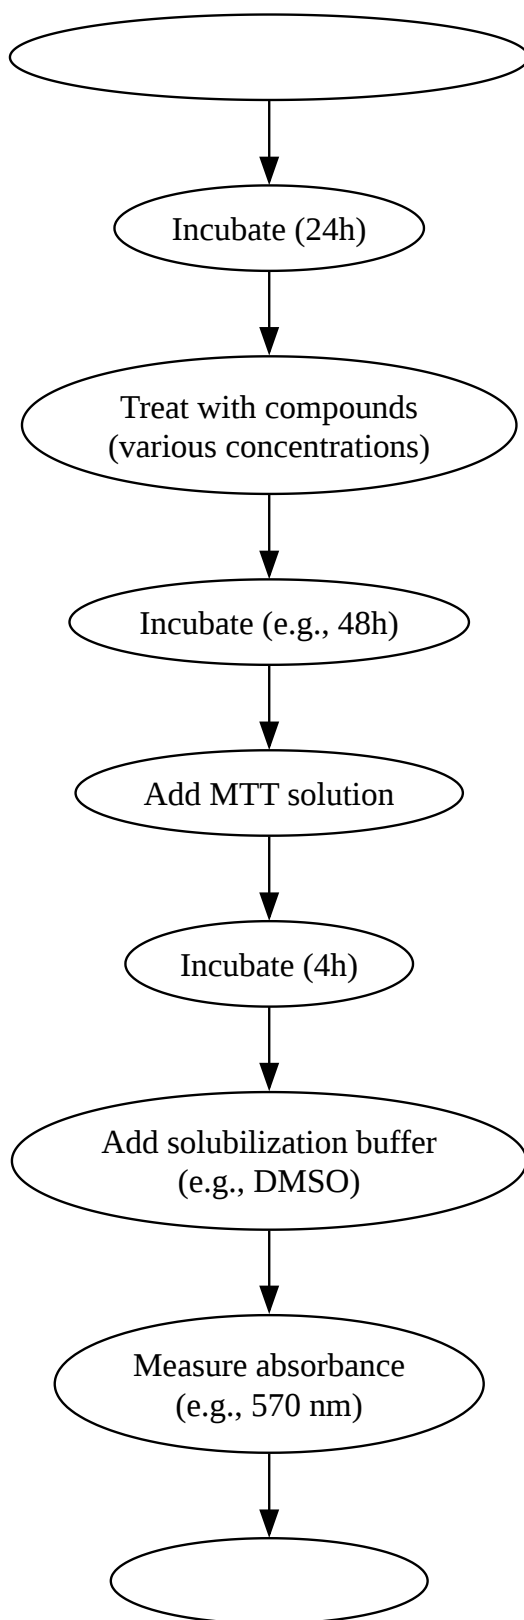 Incubate (24h)
Treat with compounds
(various concentrations)
Incubate (e.g., 48h)
Add MTT solution
Incubate (4h)
Add solubilization buffer
(e.g., DMSO)
Measure absorbance
(e.g., 570 nm)